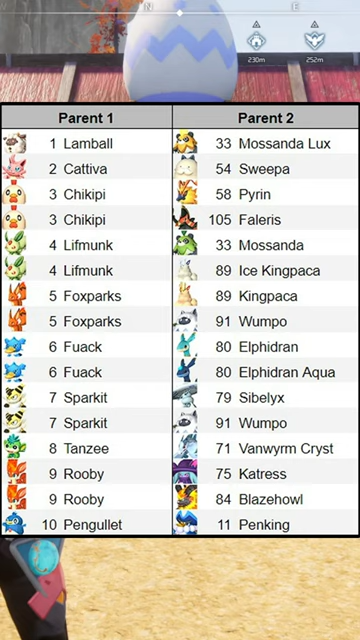 N
E
230m
252m
Parent 1 Parent 2
1 Lamball 33 Mossanda Lux
2 Cattiva 54 Sweepa
3 Chikipi 58 Pyrin
3 Chikipi 105 Faleris
4 Lifmunk 33 Mossanda
4 Lifmunk 89 Ice Kingpaca
5 Foxparks 89 Kingpaca
5 Foxparks 91 Wumpo
6 Fuack 80 Elphidran
6 Fuack 80 Elphidran Aqua
7 Sparkit 79 Sibelyx
7 Sparkit 91 Wumpo
8 Tanzee 71 Vanwyrm Cryst
9 Rooby 75 Katress
9 Rooby 84 Blazehowl
10 Pengullet 11 Penking